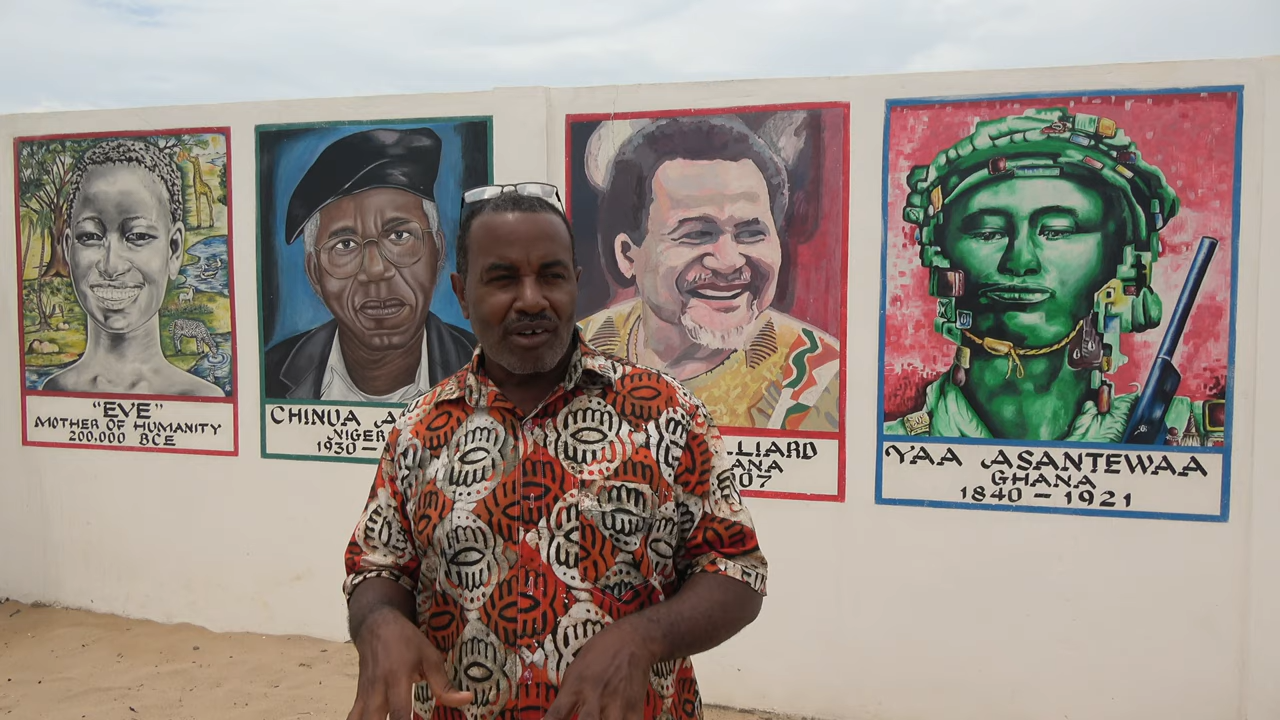 "EVE"
MOTHER OF HUMANITY
200.000 BCE
CHINUA A
NIGER
1930-
LLIARD
ANA
07
YAA ASANTEWAA
GHANA
1840-1921